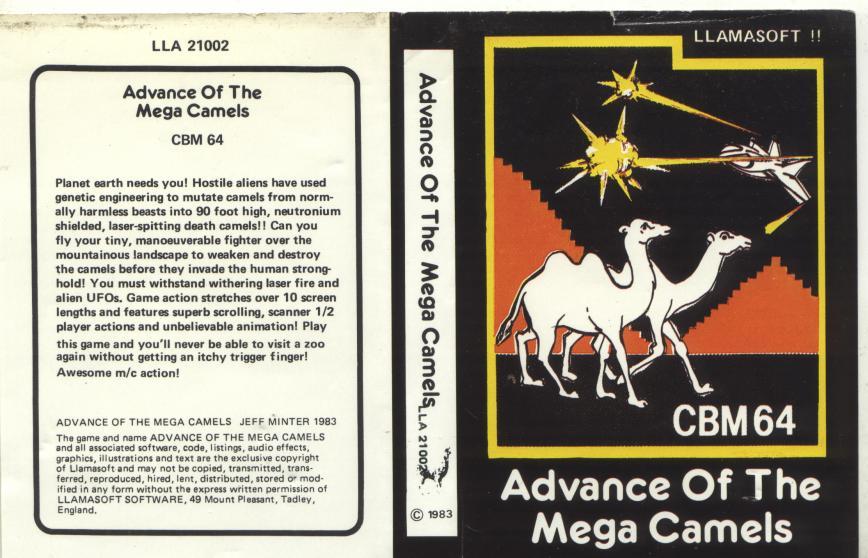 LLA 21002
Advance Of The
Mega Camels
CBM 64
Planet earth needs you! Hostile aliens have used
genetic engineering to mutate camels from norm-
ally harmless beasts into 90 foot high, neutronium
shielded, laser-spitting death camels!! Can you
fly your tiny, manoeuverable fighter over the
mountainous landscape to weaken and destroy
the camels before they invade the human strong-
hold! You must withstand withering laser fire and
alien UFOs. Game action stretches over 10 screen
lengths and features superb scrolling, scanner 1/2
player actions and unbelievable animation! Play
this game and you'll never be able to visit a zoo
again without getting an itchy trigger finger!
Awesome m/c action!
ADVANCE OF THE MEGA CAMELS JEFF MINTER 1983
The game and name ADVANCE OF THE MEGA CAMELS
and all associated software, code, listings, audio effects,
graphics, illustrations and text are the exclusive copyright
of Llamasoft and may not be copied, transmitted, trans-
ferred, reproduced, hired, lent, distributed, stored or mod-
ified in any form without the express written permission of
LLAMASOFT SOFTWARE, 49 Mount Pleasant, Tadley,
England.
Advance Of The Mega Camels
LLA 21002
© 1983
LLAMASOFT !!
CBM 64
Advance Of The
Mega Camels